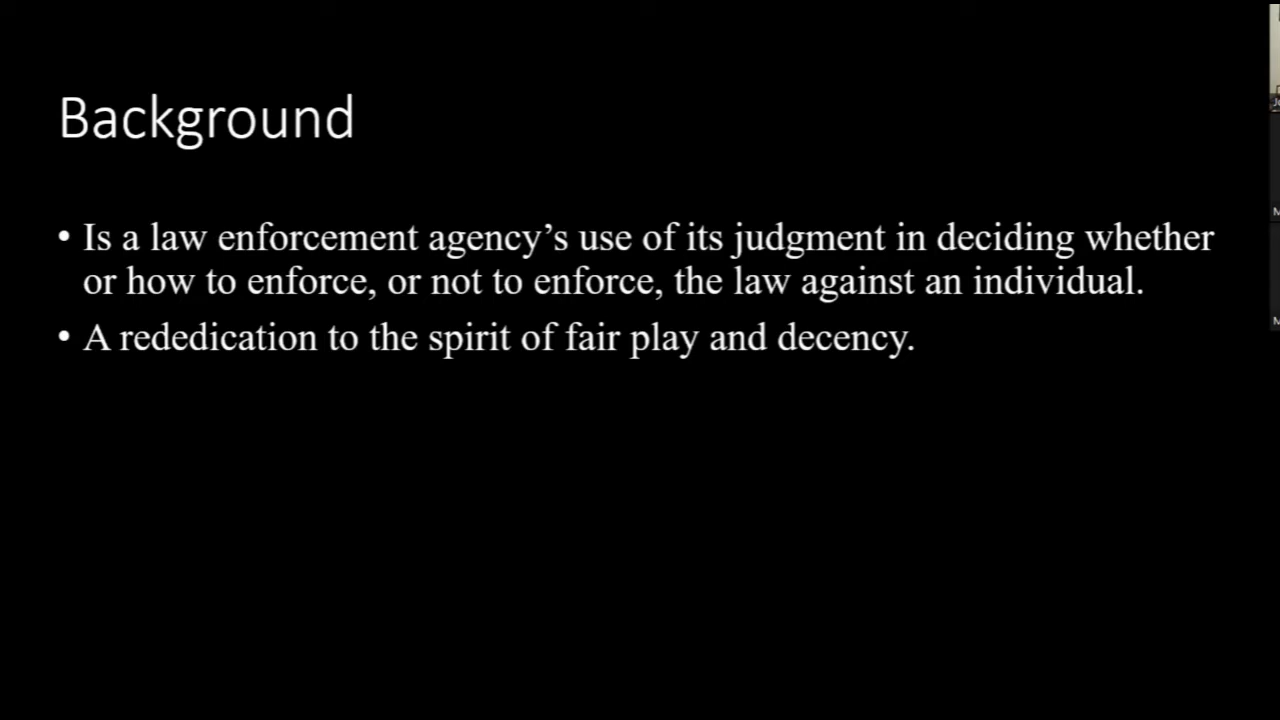 Background
• Is a law enforcement agency’s use of its judgment in deciding whether
or how to enforce, or not to enforce, the law against an individual.
• A rededication to the spirit of fair play and decency.